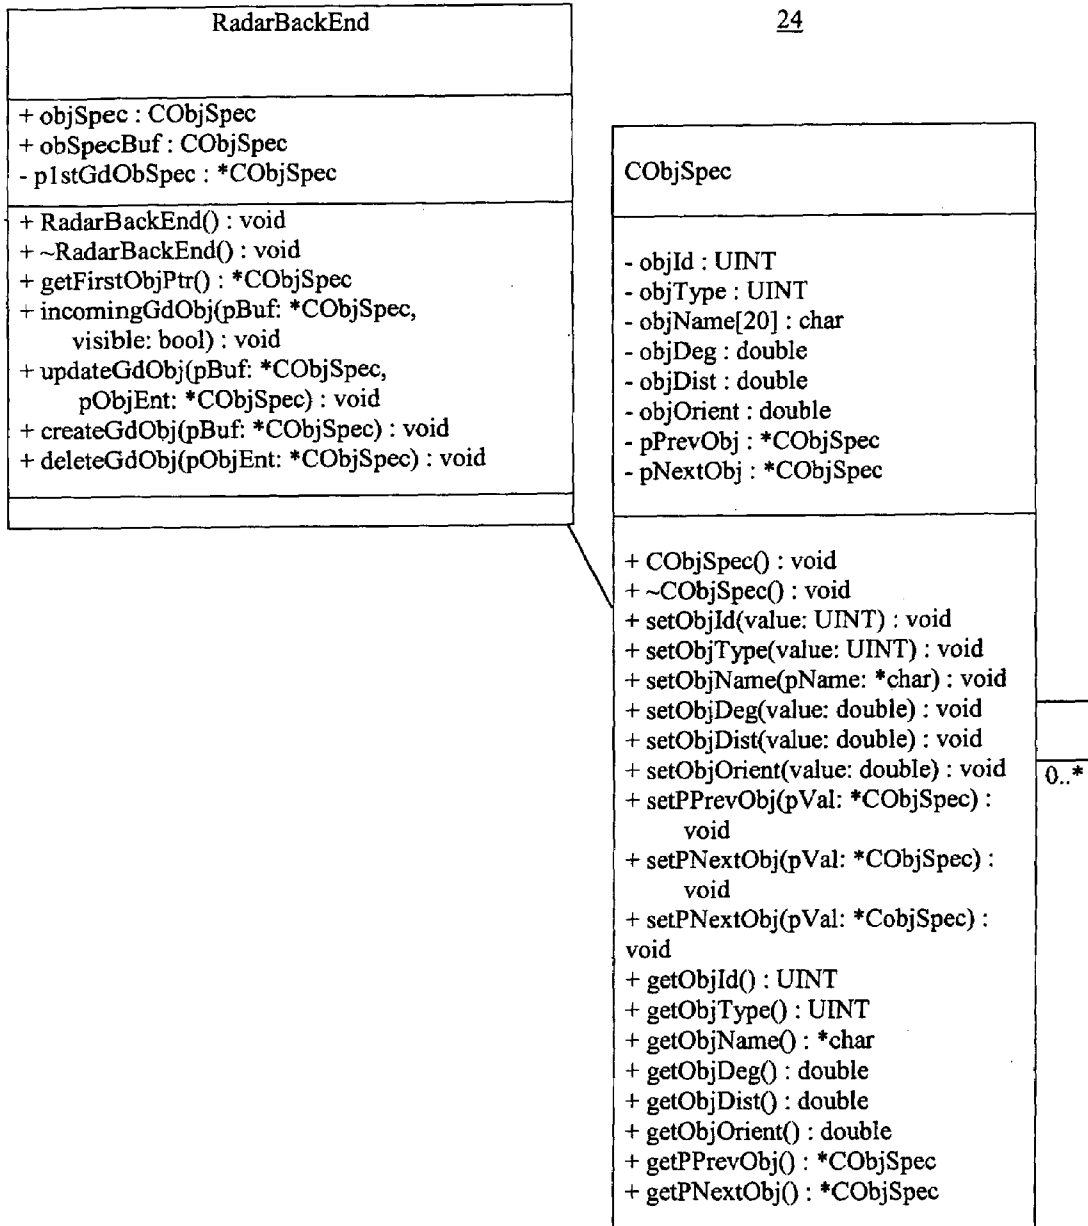 RadarBackEnd
24
+ objSpec : CObjSpec
+ obSpecBuf : CObjSpec
- p1stGdObSpec : *CObjSpec
+ RadarBackEnd() : void
+ ~RadarBackEnd() : void
+ getFirstObjPtr() : *CObjSpec
+ incomingGdObj(pBuf: *CObjSpec,
visible: bool) : void
+ updateGdObj(pBuf: *CObjSpec,
pObjEnt: *CObjSpec) : void
+ createGdObj(pBuf: *CObjSpec) : void
+ deleteGdObj(pObjEnt: *CObjSpec) : void
CObjSpec
- objId : UINT
- objType : UINT
- objName[20] : char
- objDeg : double
- objDist : double
- objOrient : double
- pPrevObj : *CObjSpec
- pNextObj : *CObjSpec
+ CObjSpec() : void
+ ~CObjSpec() : void
+ setObjId(value: UINT) : void
+ setObjType(value: UINT) : void
+ setObjName(pName: *char) : void
+ setObjDeg(value: double) : void
+ setObjDist(value: double) : void
+ setObjOrient(value: double) : void
0..*
+ setPPrevObj(pVal: *CObjSpec) :
void
+ setPNextObj(pVal: *CObjSpec) :
void
+ setPNextObj(pVal: *CobjSpec) :
void
+ getObjId() : UINT
+ getObjType() : UINT
+ getObjName() : *char
+ getObjDeg() : double
+ getObjDist() : double
+ getObjOrient() : double
+ getPPrevObj() : *CObjSpec
+ getPNextObj() : *CObjSpec